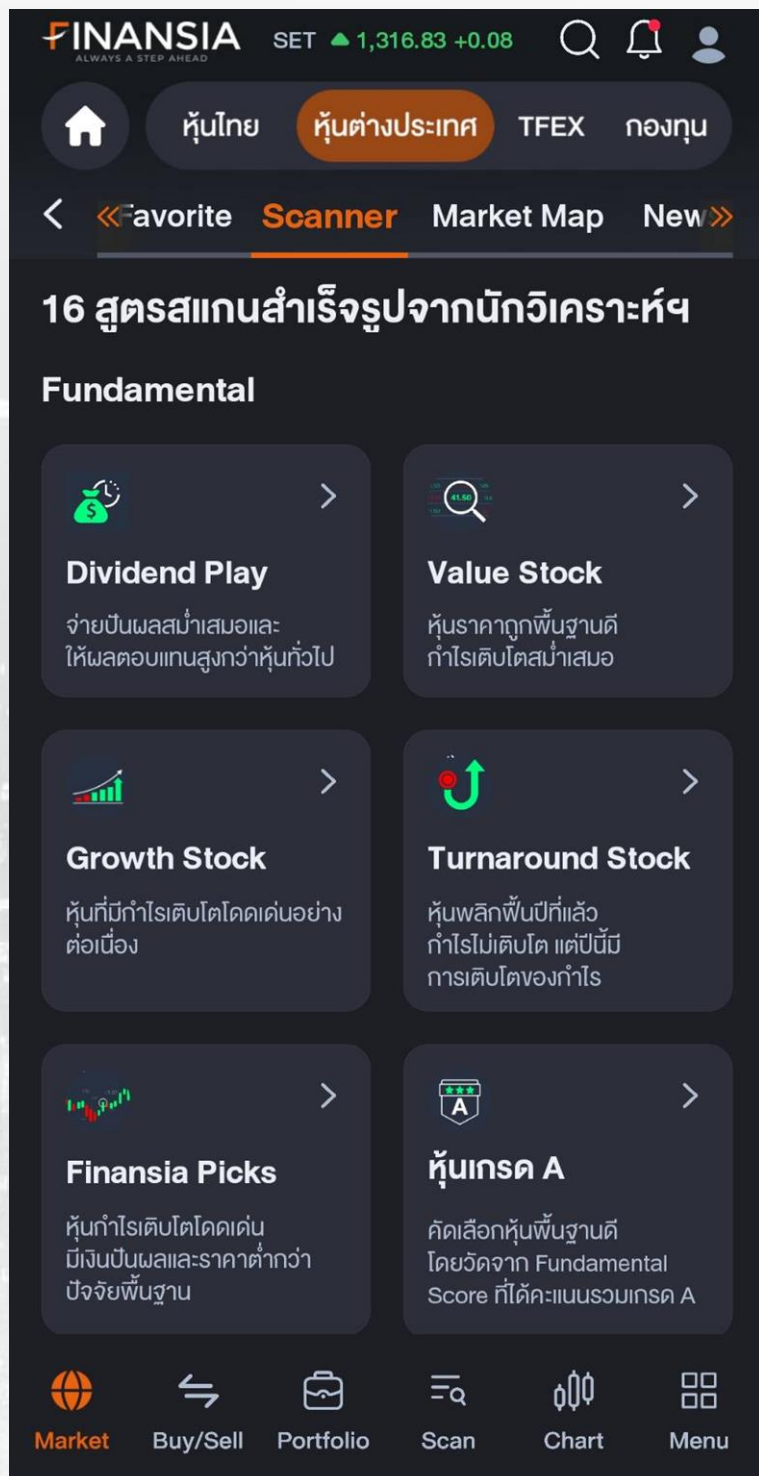 FINANSIA SET ▲ 1,316.83 +0.08
ALWAYS A STEP AHEAD
หุ้นไทย หุ้นต่างประเทศ TFEX กองทุน
Favorite Scanner Market Map New
16 สูตรสแกนสำเร็จรูปจากนักวิเคราะห์ฯ
Fundamental
Dividend Play
จ่ายปันผลสม่ำเสมอและ
ให้ผลตอบแทนสูงกว่าหุ้นทั่วไป
41.50
Value Stock
หุ้นราคาถูกพื้นฐานดี
กำไรเติบโตสม่ำเสมอ
Growth Stock
หุ้นที่มีกำไรเติบโตโดดเด่นอย่าง
ต่อเนื่อง
Turnaround Stock
หุ้นพลิกฟื้นปีที่แล้ว
กำไรไม่เติบโต แต่ปีนี้มี
การเติบโตของกำไร
Finansia Picks
หุ้นกำไรเติบโตโดดเด่น
มีเงินปันผลและราคาต่ำกว่า
ปัจจัยพื้นฐาน
A
หุ้นเกรด A
คัดเลือกหุ้นพื้นฐานดี
โดยวัดจาก Fundamental
Score ที่ได้คะแนนรวมเกรด A
Market Buy/Sell Portfolio Scan Chart Menu